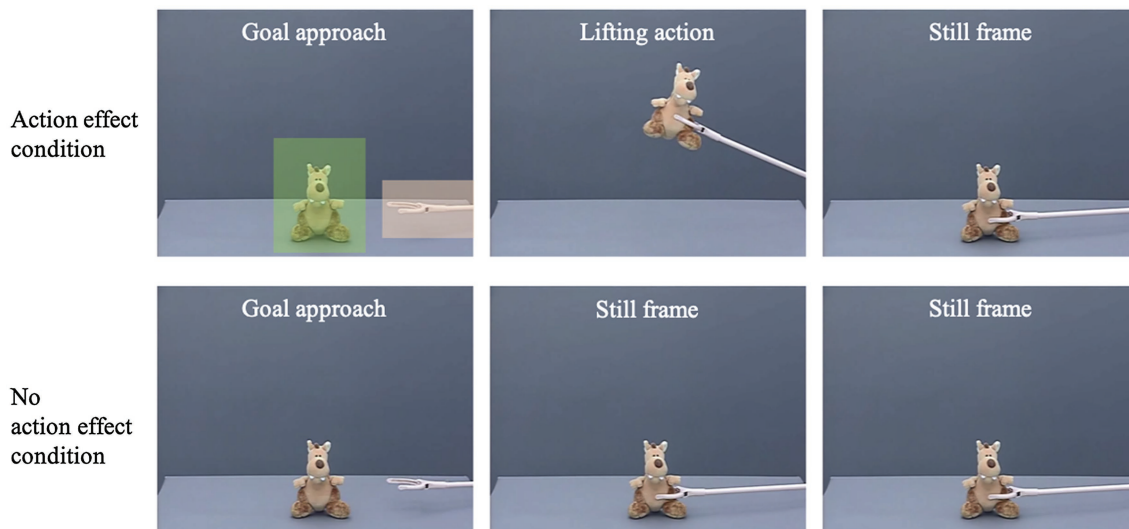 Goal approach
Lifting action
Still frame
Action effect
condition
Goal approach
Still frame
Still frame
No
action effect
condition